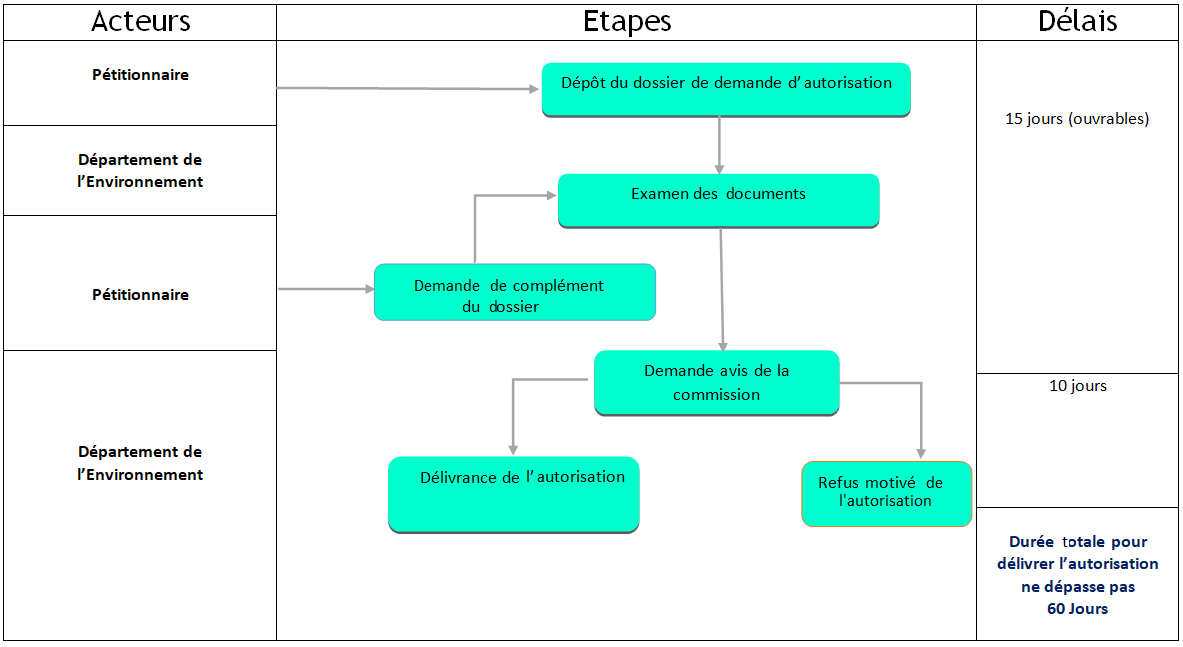 Acteurs
Etapes
Délais
Pétitionnaire
Dépôt du dossier de demande d’autorisation
15 jours (ouvrables)
Département de
l’Environnement
Examen des documents
Pétitionnaire
Demande de complément
du dossier
Demande avis de la
commission
10 jours
Département de
l’Environnement
Délivrance de l’autorisation
Refus motivé de
l'autorisation
Durée totale pour
délivrer l’autorisation
ne dépasse pas
60 Jours